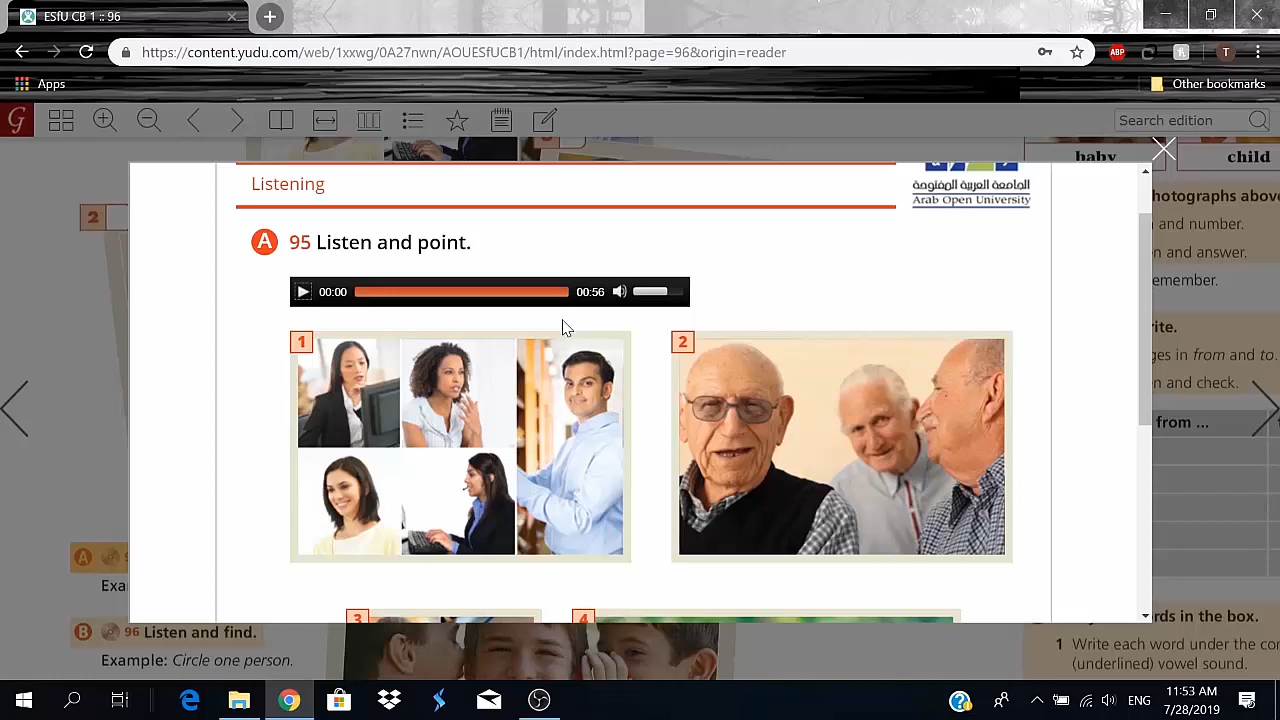 ESfU CB 1 :: 96
https://content.yudu.com/web/1xxwg/0A27nwn/AOUESfUCB1/html/index.html?page=96&origin=reader
ABP
T
Apps
Other bookmarks
G
Search edition
baby
child
2
Listening
الجامعة العربية المفتوحة
Arab Open University
A 95 Listen and point.
00:00
00:56
1
2
3
4
hotographs above
n and number.
en and answer.
emember.
rite.
ges in from and to
en and check.
from ...
A
Exa
B 96 Listen and find.
Example: Circle one person.
rds in the box.
1 Write each word under the co
(underlined) vowel sound.
ENG
11:53 AM
7/28/2019